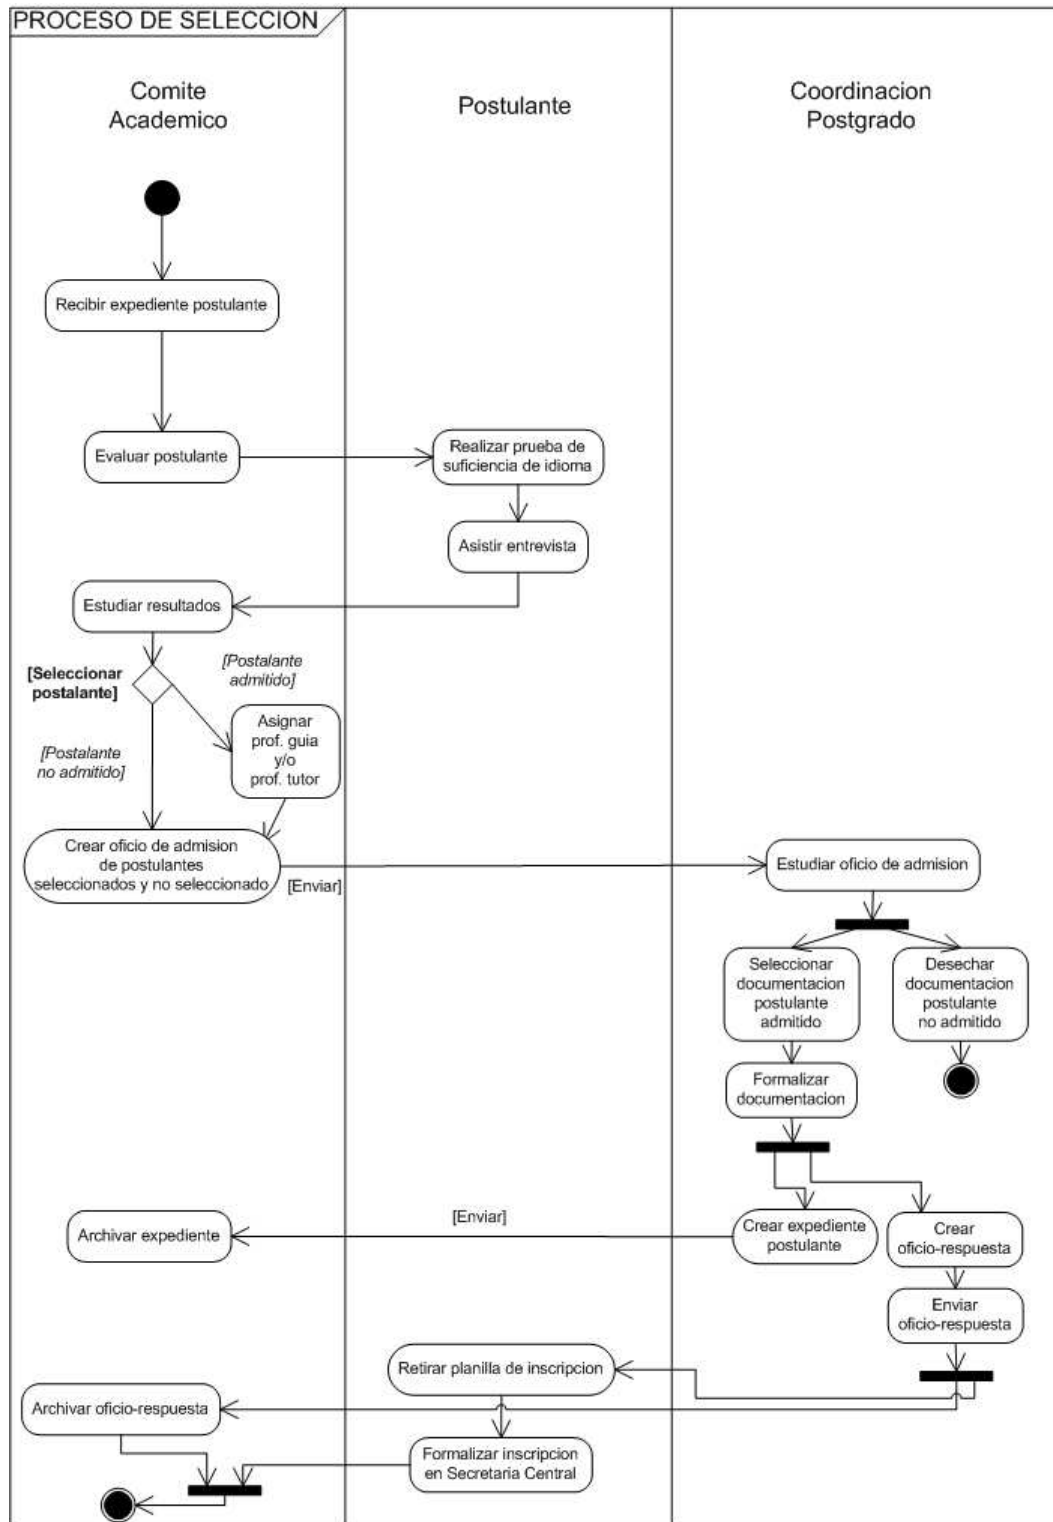 PROCESO DE SELECCION
Comite
Academico
Postulante
Coordinacion
Postgrado
Recibir expediente postulante
Evaluar postulante
Realizar prueba de
suficiencia de idioma
Asistir entrevista
Estudiar resultados
[Seleccionar
postalante]
[Postalante
admitido]
[Postalante
no admitido]
Asignar
prof. guia
y/o
prof. tutor
Crear oficio de admision
de postulantes
seleccionados y no seleccionado
[Enviar]
Estudiar oficio de admision
Seleccionar
documentacion
postulante
admitido
Desechar
documentacion
postulante
no admitido
Formalizar
documentacion
Crear expediente
postulante
[Enviar]
Archivar expediente
Crear
oficio-respuesta
Enviar
oficio-respuesta
Retirar planilla de inscripcion
Archivar oficio-respuesta
Formalizar inscripcion
en Secretaria Central